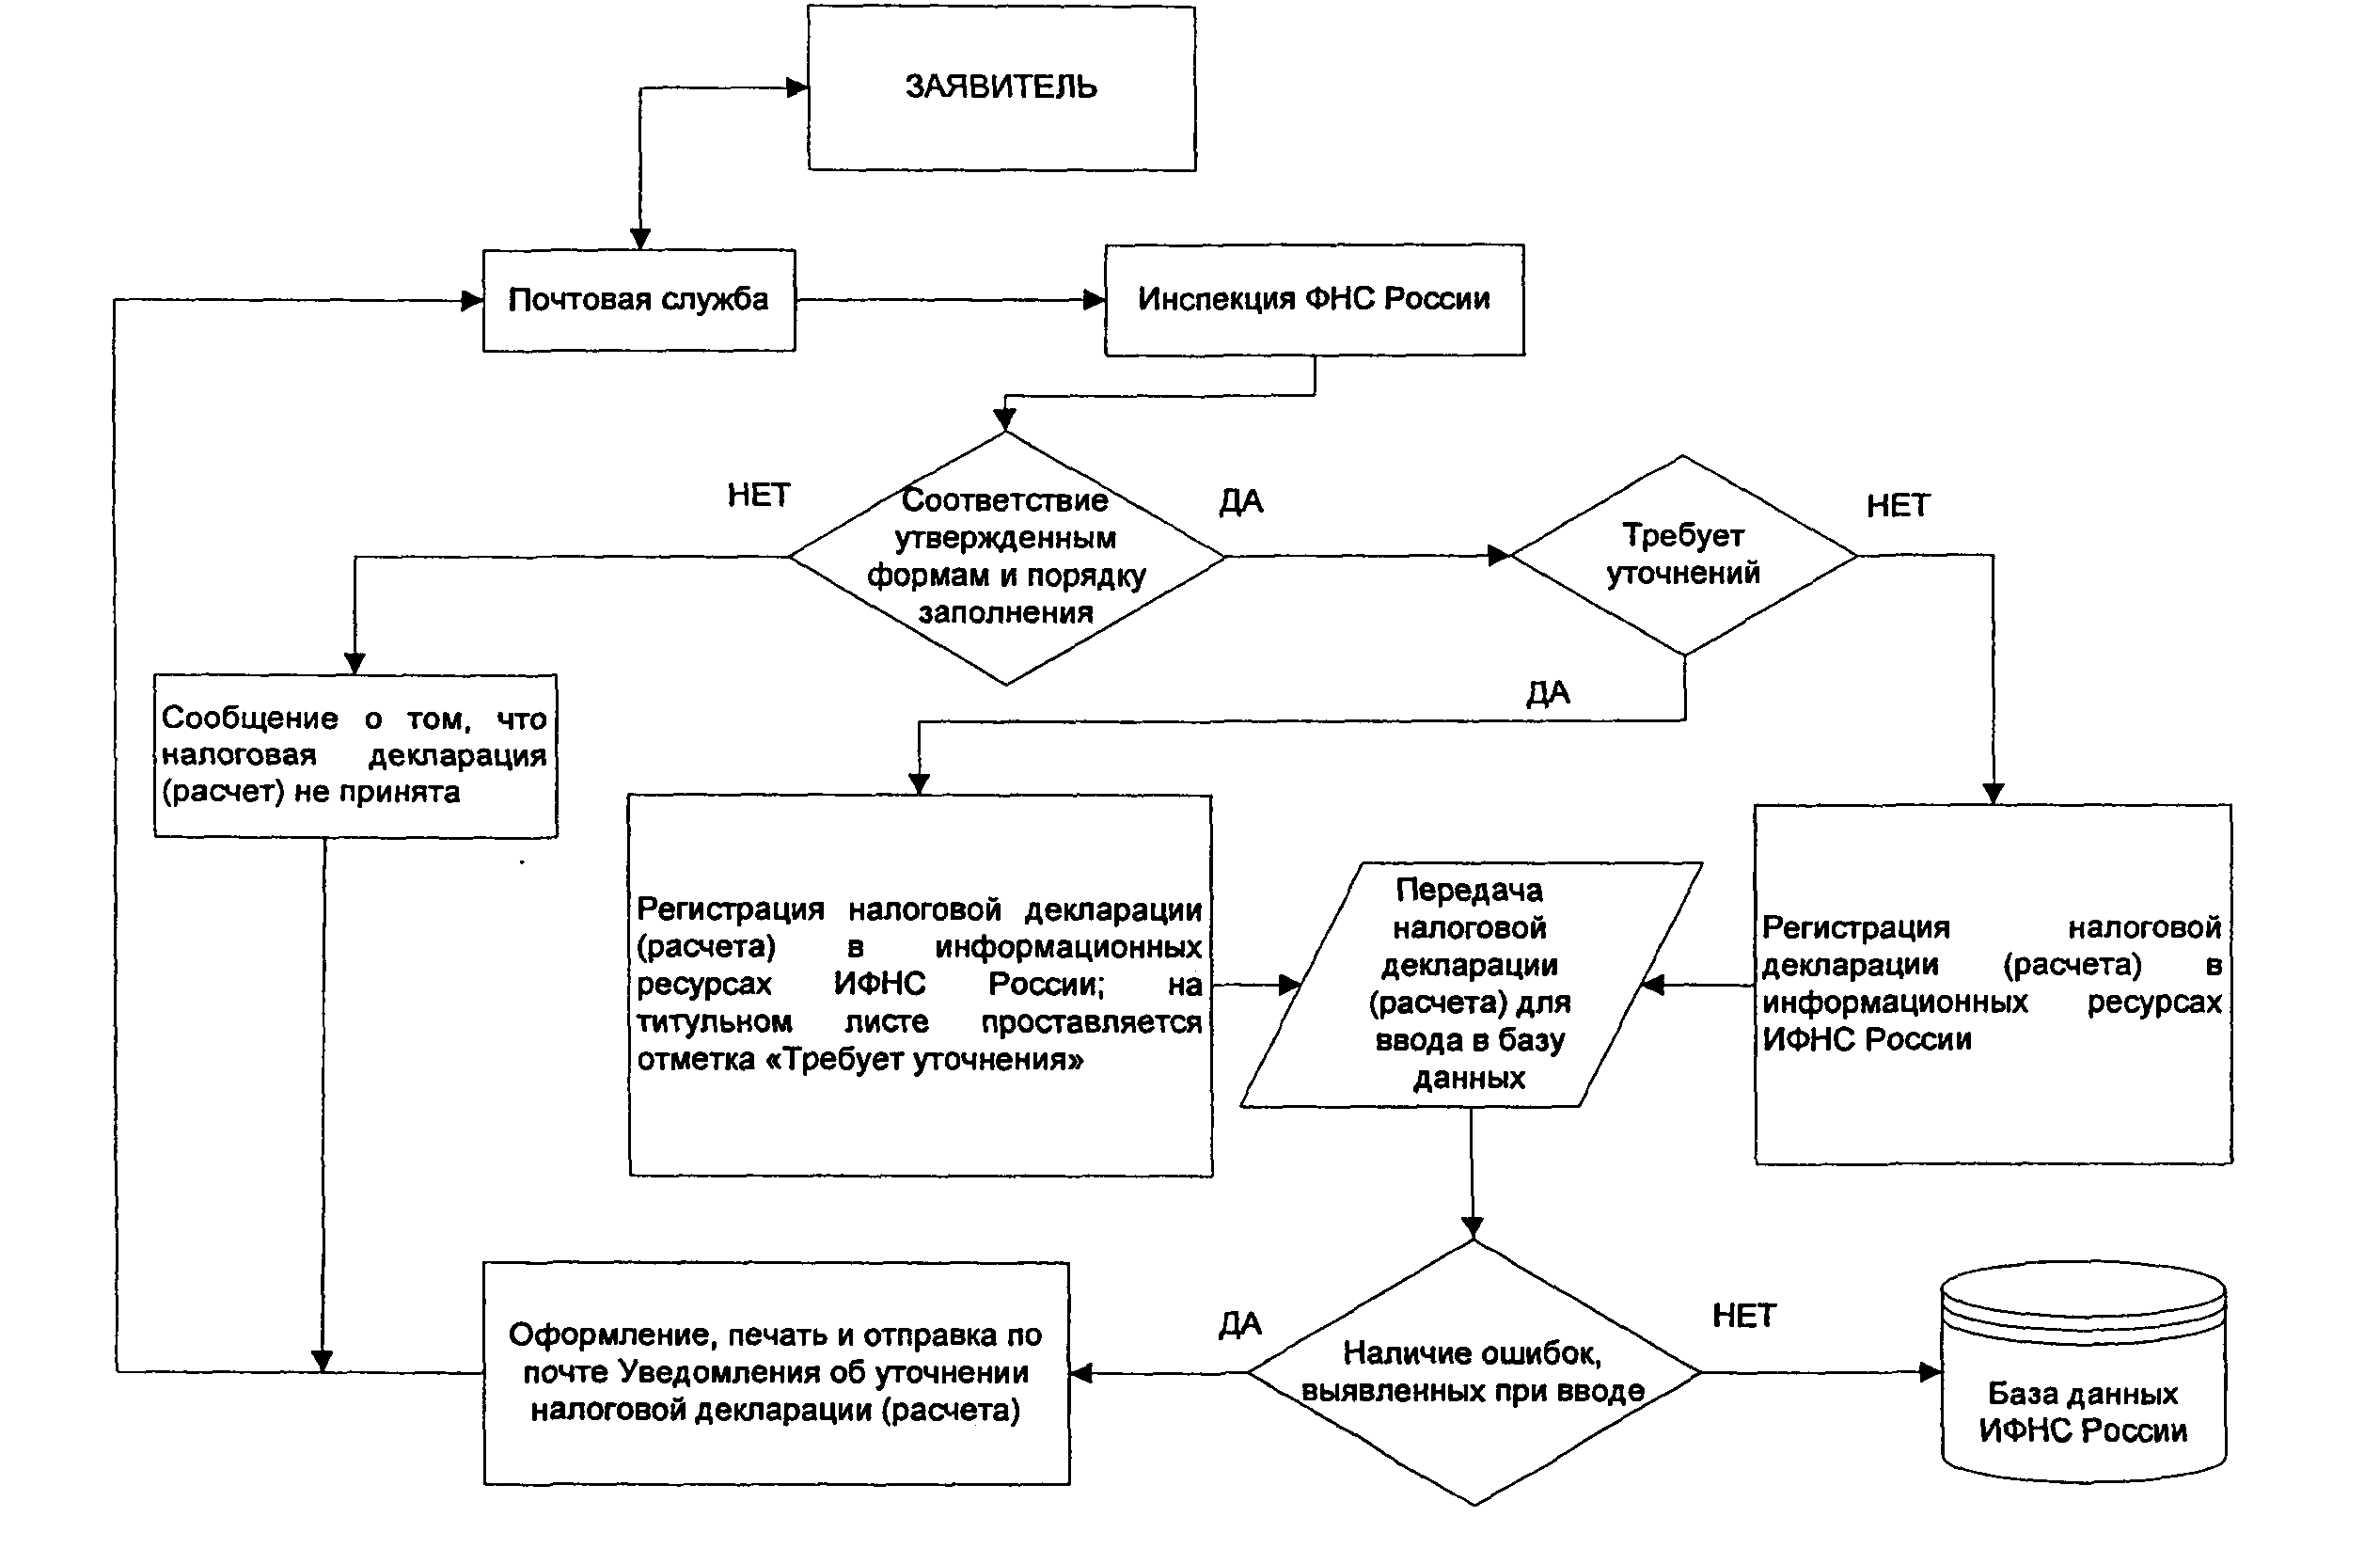 ЗАЯВИТЕЛЬ
Почтовая служба
Инспекция ФНС России
НЕТ
Соответствие
утвержденным
формам и порядку
заполнения
ДА
Требует
уточнений
НЕТ
ДА
Сообщение о том, что
налоговая декларация
(расчет) не принята
Регистрация налоговой декларации
(расчета) в информационных
ресурсах ИФНС России; на
титульном листе проставляется
отметка «Требует уточнения»
Передача
налоговой
декларации
(расчета) для
ввода в базу
данных
Регистрация налоговой
декларации (расчета) в
информационных ресурсах
ИФНС России
Оформление, печать и отправка по
почте Уведомления об уточнении
налоговой декларации (расчета)
ДА
Наличие ошибок,
выявленных при вводе
НЕТ
База данных
ИФНС России